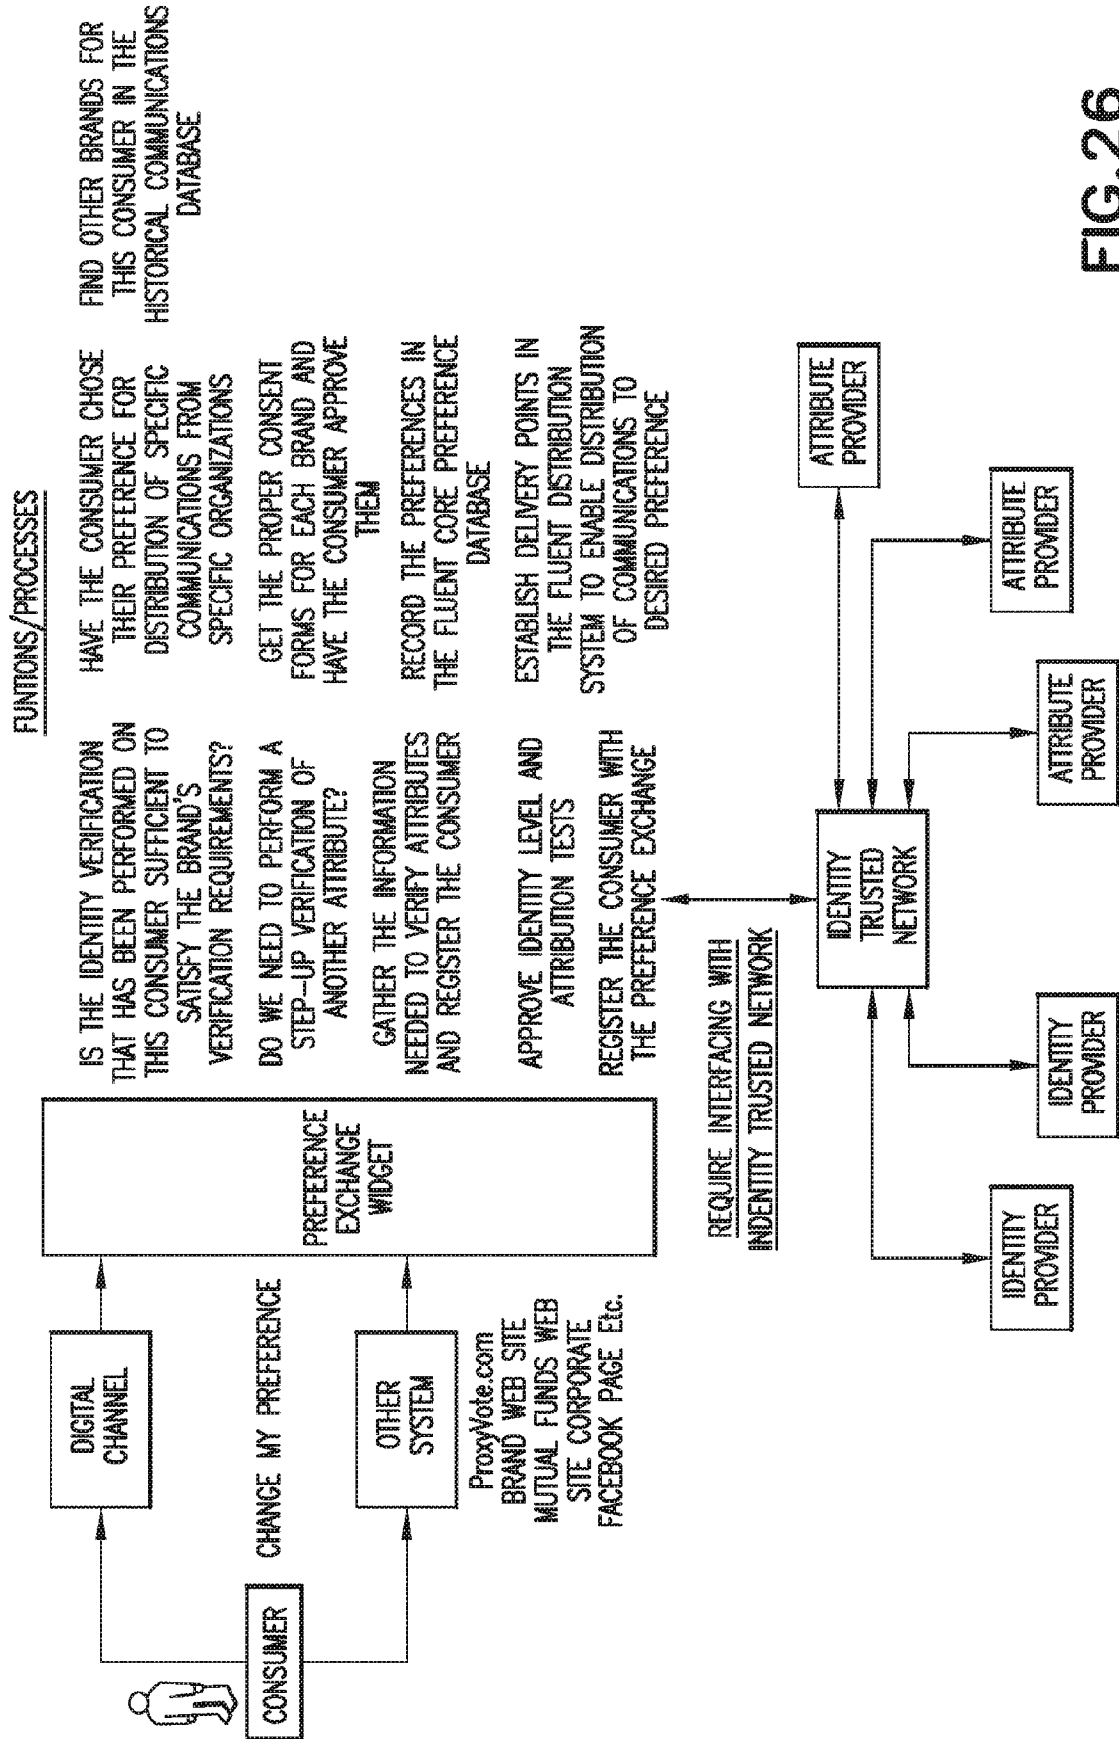 FUNTIONS/PROCESSES
IS THE IDENTITY VERIFICATION
THAT HAS BEEN PERFORMED ON
THIS CONSUMER SUFFICIENT TO
SATISFY THE BRAND'S
VERIFICATION REQUIREMENTS?
DO WE NEED TO PERFORM A
STEP-UP VERIFICATION OF
ANOTHER ATTRIBUTE?
GATHER THE INFORMATION
NEEDED TO VERIFY ATTRIBUTES
AND REGISTER THE CONSUMER
APPROVE IDENTITY LEVEL AND
ATTRIBUTION TESTS
REGISTER THE CONSUMER WITH
THE PREFERENCE EXCHANGE
HAVE THE CONSUMER CHOSE
THEIR PREFERENCE FOR
DISTRIBUTION OF SPECIFIC
COMMUNICATIONS FROM
SPECIFIC ORGANIZATIONS
GET THE PROPER CONSENT
FORMS FOR EACH BRAND AND
HAVE THE CONSUMER APPROVE
THEM
RECORD THE PREFERENCES IN
THE FLUENT CORE PREFERENCE
DATABASE
ESTABLISH DELIVERY POINTS IN
THE FLUENT DISTRIBUTION
SYSTEM TO ENABLE DISTRIBUTION
OF COMMUNICATIONS TO
DESIRED PREFERENCE
FIND OTHER BRANDS FOR
THIS CONSUMER IN THE
HISTORICAL COMMUNICATIONS
DATABASE
CONSUMER
DIGITAL
CHANNEL
CHANGE MY PREFERENCE
OTHER
SYSTEM
ProxyVote.com
BRAND WEB SITE
MUTUAL FUNDS WEB
SITE CORPORATE
FACEBOOK PAGE Etc.
PREFERENCE
EXCHANGE
WIDGET
REQUIRE INTERFACING WITH
INDENTITY TRUSTED NETWORK
IDENTITY
TRUSTED
NETWORK
IDENTITY
PROVIDER
IDENTITY
PROVIDER
ATTRIBUTE
PROVIDER
ATTRIBUTE
PROVIDER
ATTRIBUTE
PROVIDER
FIG.26